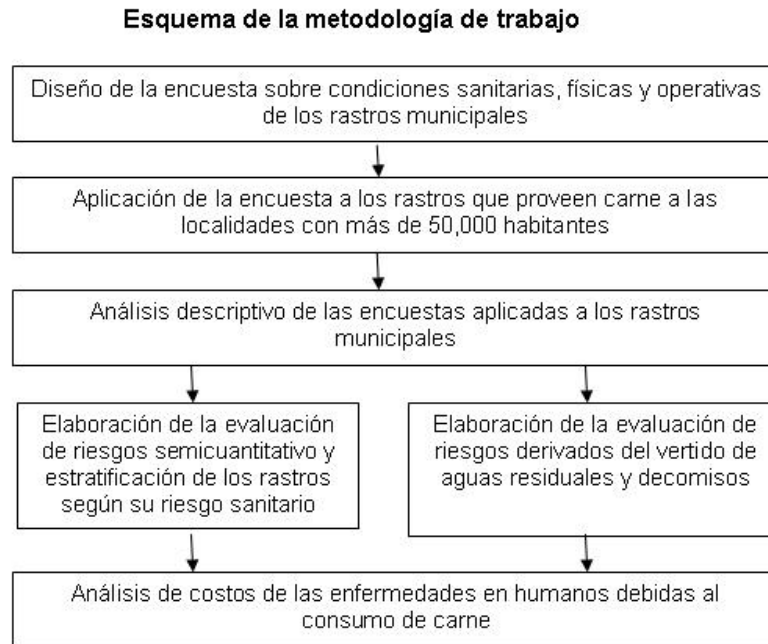 Esquema de la metodología de trabajo
Diseño de la encuesta sobre condiciones sanitarias, físicas y operativas
de los rastros municipales
Aplicación de la encuesta a los rastros que proveen carne a las
localidades con más de 50,000 habitantes
Análisis descriptivo de las encuestas aplicadas a los rastros
municipales
Elaboración de la evaluación
de riesgos semicuantitativo y
estratificación de los rastros
según su riesgo sanitario
Elaboración de la evaluación de
riesgos derivados del vertido de
aguas residuales y decomisos
Análisis de costos de las enfermedades en humanos debidas al
consumo de carne